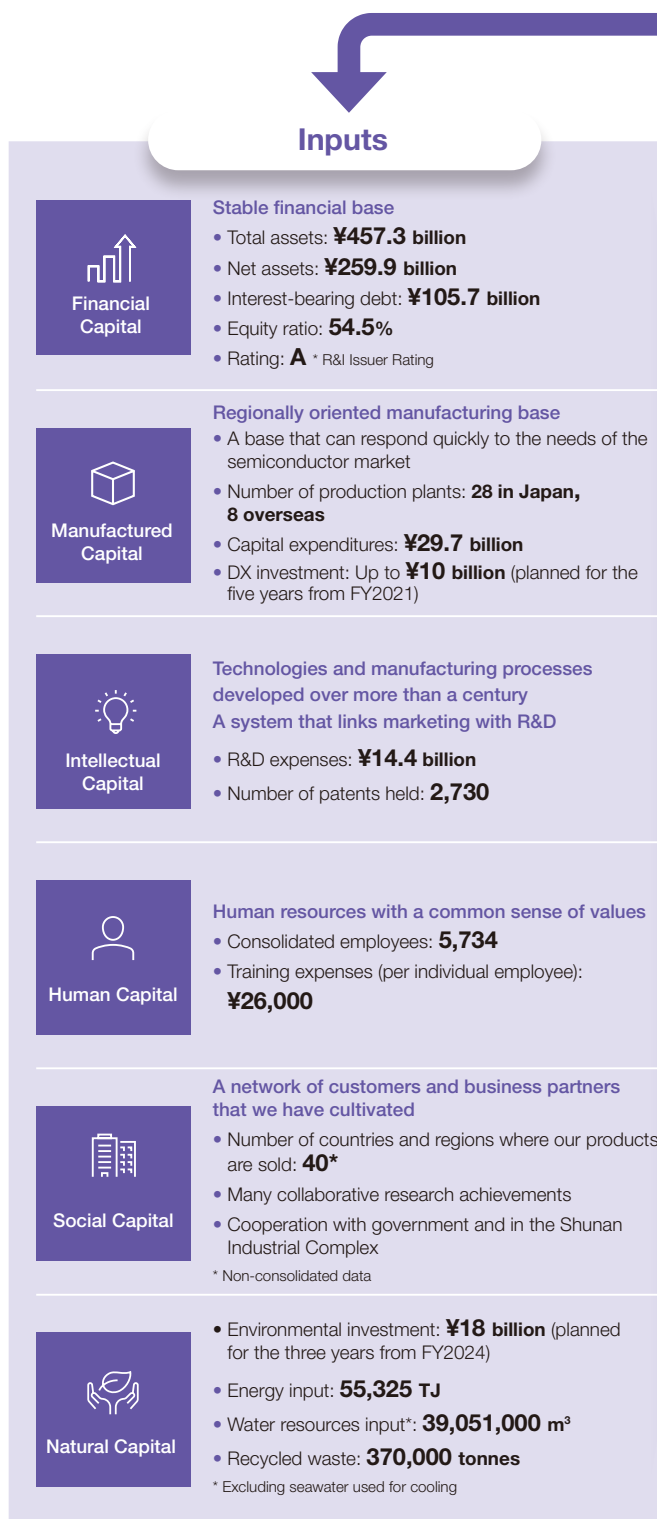 Inputs
Financial
Capital
Stable financial base
• Total assets: ¥457.3 billion
• Net assets: ¥259.9 billion
• Interest-bearing debt: ¥105.7 billion
• Equity ratio: 54.5%
• Rating: A * R&I Issuer Rating
Manufactured
Capital
Regionally oriented manufacturing base
• A base that can respond quickly to the needs of the
semiconductor market
• Number of production plants: 28 in Japan,
8 overseas
• Capital expenditures: ¥29.7 billion
• DX investment: Up to ¥10 billion (planned for the
five years from FY2021)
Intellectual
Capital
Technologies and manufacturing processes
developed over more than a century
A system that links marketing with R&D
• R&D expenses: ¥14.4 billion
• Number of patents held: 2,730
Human Capital
Human resources with a common sense of values
• Consolidated employees: 5,734
• Training expenses (per individual employee):
¥26,000
Social Capital
A network of customers and business partners
that we have cultivated
• Number of countries and regions where our products
are sold: 40*
• Many collaborative research achievements
• Cooperation with government and in the Shunan
Industrial Complex
* Non-consolidated data
Natural Capital
• Environmental investment: ¥18 billion (planned
for the three years from FY2024)
• Energy input: 55,325 TJ
• Water resources input*: 39,051,000 m³
• Recycled waste: 370,000 tonnes
* Excluding seawater used for cooling